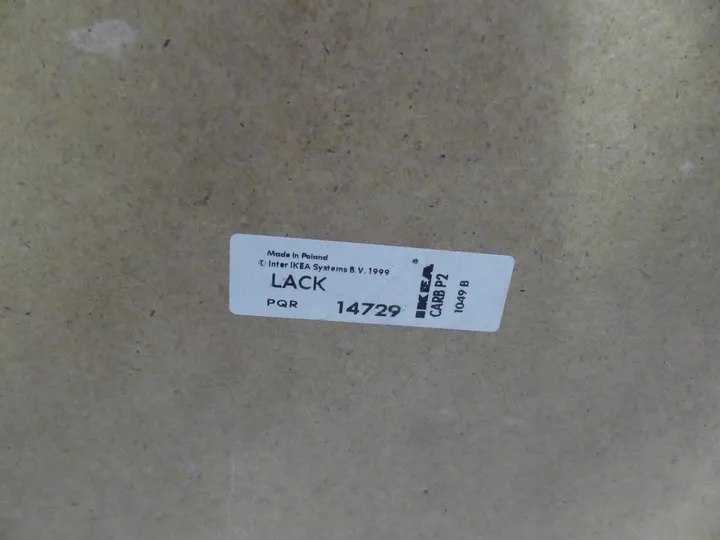 Made in Poland
© Inter IKEA Systems B.V. 1999
LACK
PQR 14729
IKEA®
CARB P2
1049 B